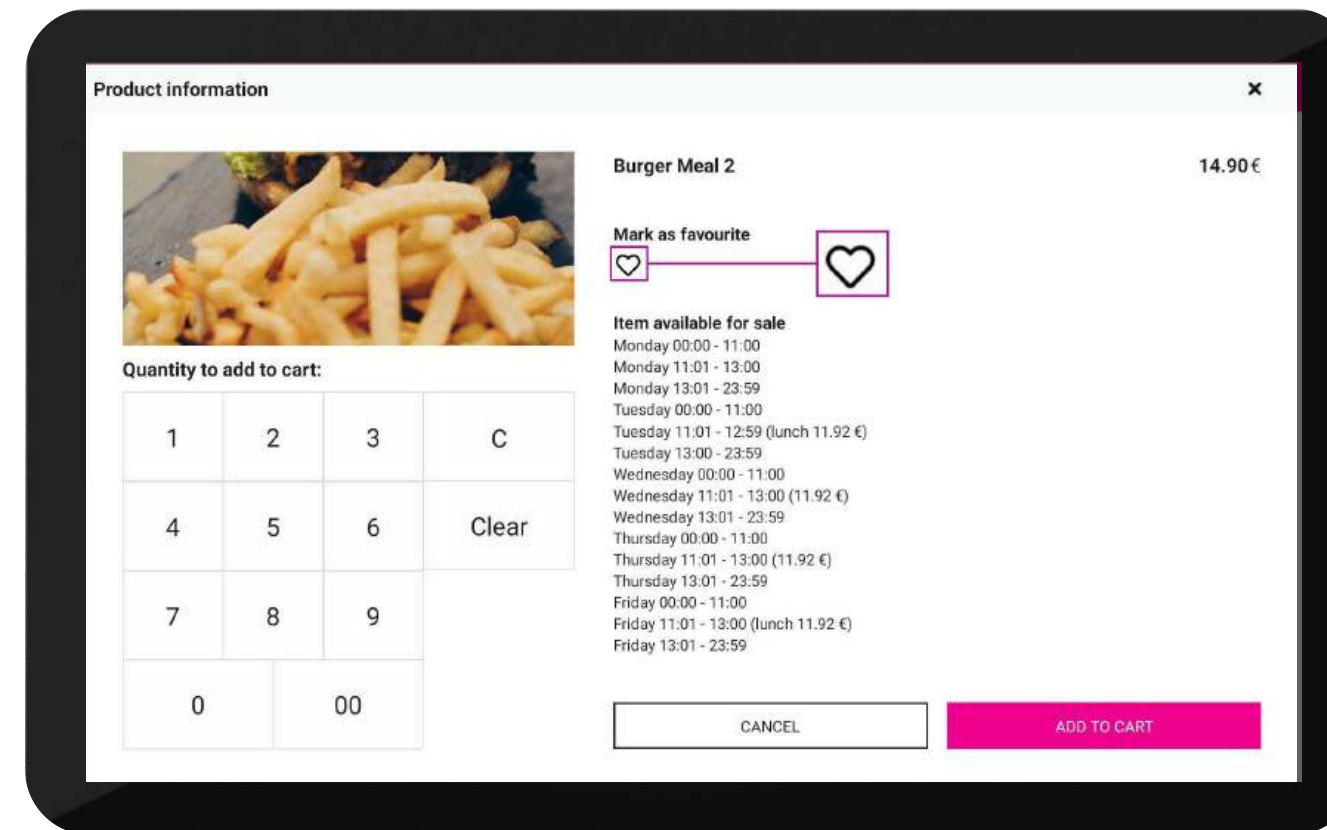 Product information
×
Burger Meal 2
14.90 €
Mark as favourite
Item available for sale
Monday 00:00 - 11:00
Monday 11:01 - 13:00
Monday 13:01 - 23:59
Tuesday 00:00 - 11:00
Tuesday 11:01 - 12:59 (lunch 11.92 €)
Tuesday 13:00 - 23:59
Wednesday 00:00 - 11:00
Wednesday 11:01 - 13:00 (11.92 €)
Wednesday 13:01 - 23:59
Thursday 00:00 - 11:00
Thursday 11:01 - 13:00 (11.92 €)
Thursday 13:01 - 23:59
Friday 00:00 - 11:00
Friday 11:01 - 13:00 (lunch 11.92 €)
Friday 13:01 - 23:59
Quantity to add to cart:
1 2 3 C
4 5 6 Clear
7 8 9
0 00
CANCEL
ADD TO CART